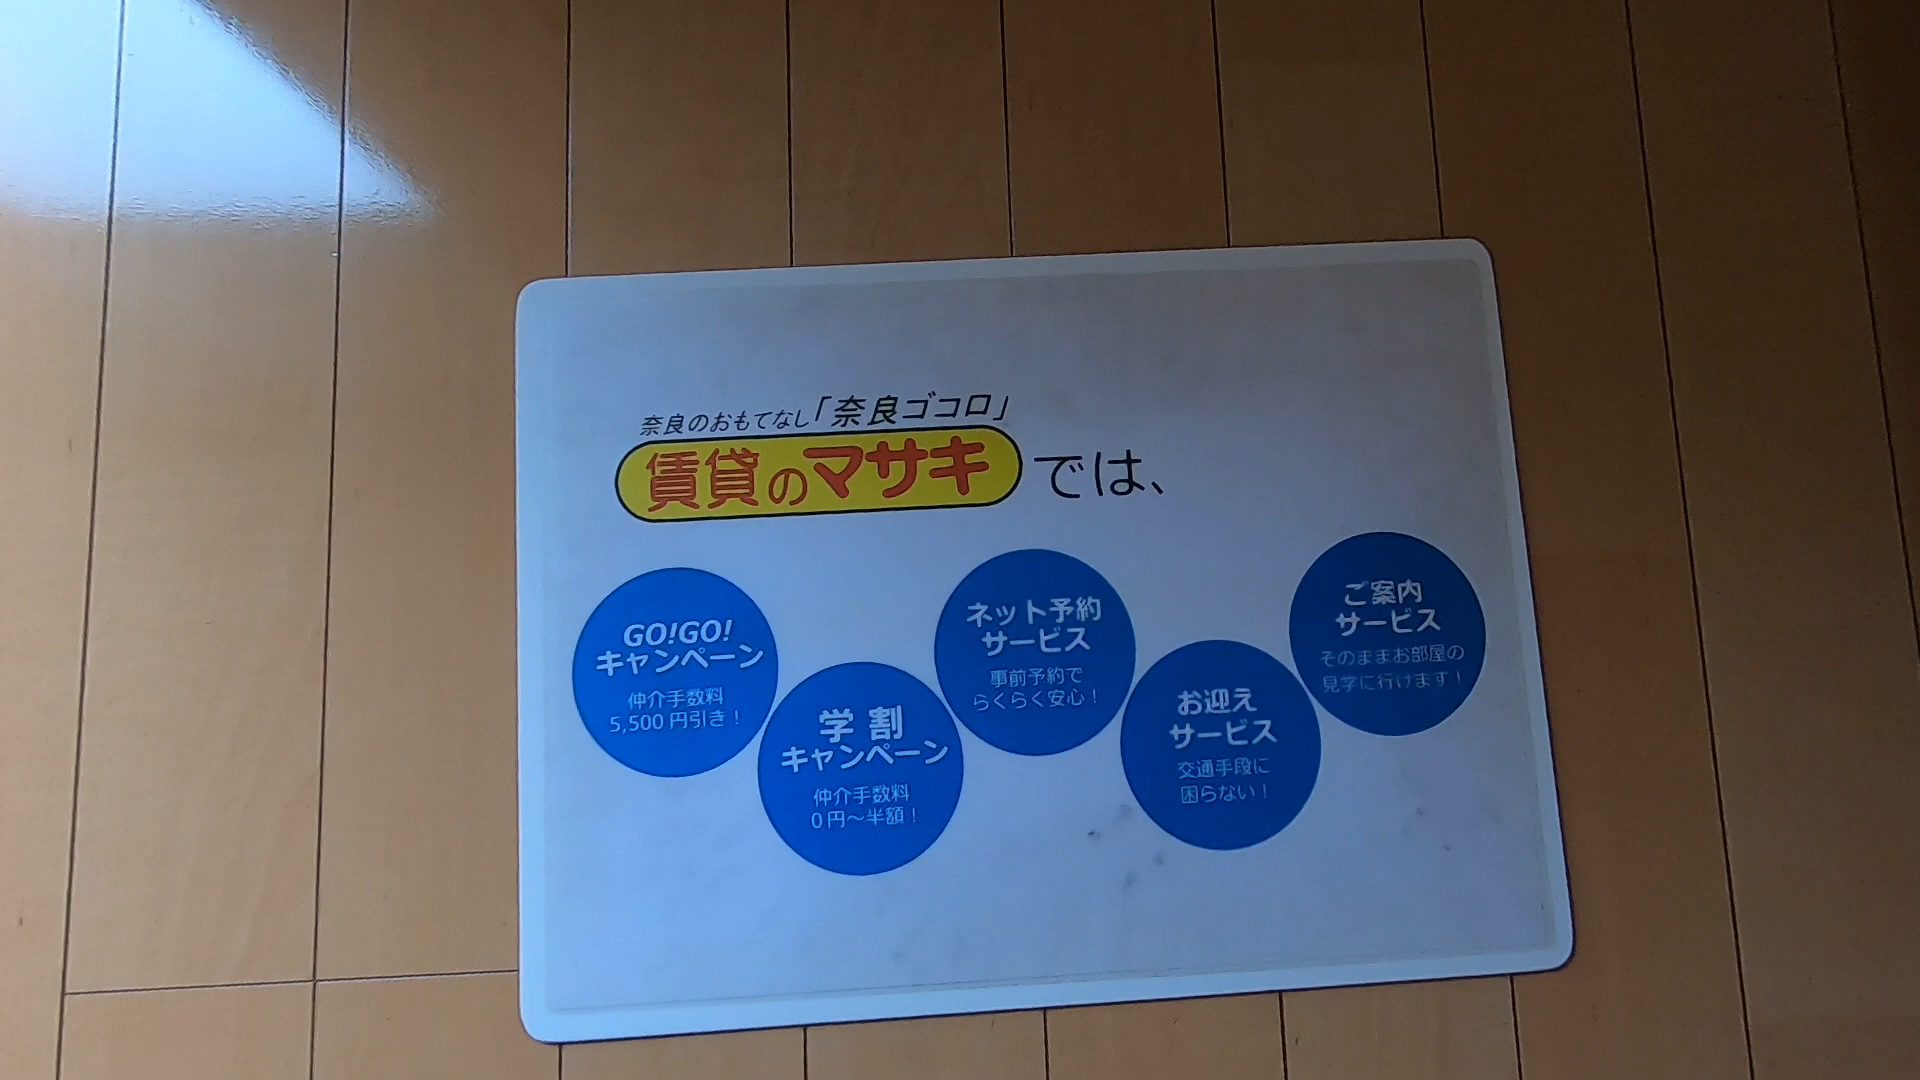 奈良のおもてなし「奈良ゴコロ」
賃貸のマサキでは、
GO!GO!
キャンペーン
仲介手数料
5,500円引き！
学割
キャンペーン
仲介手数料
0円～半額！
ネット予約
サービス
事前予約で
らくらく安心！
お迎え
サービス
交通手段に
困らない！
ご案内
サービス
そのままお部屋の
見学に行けます！